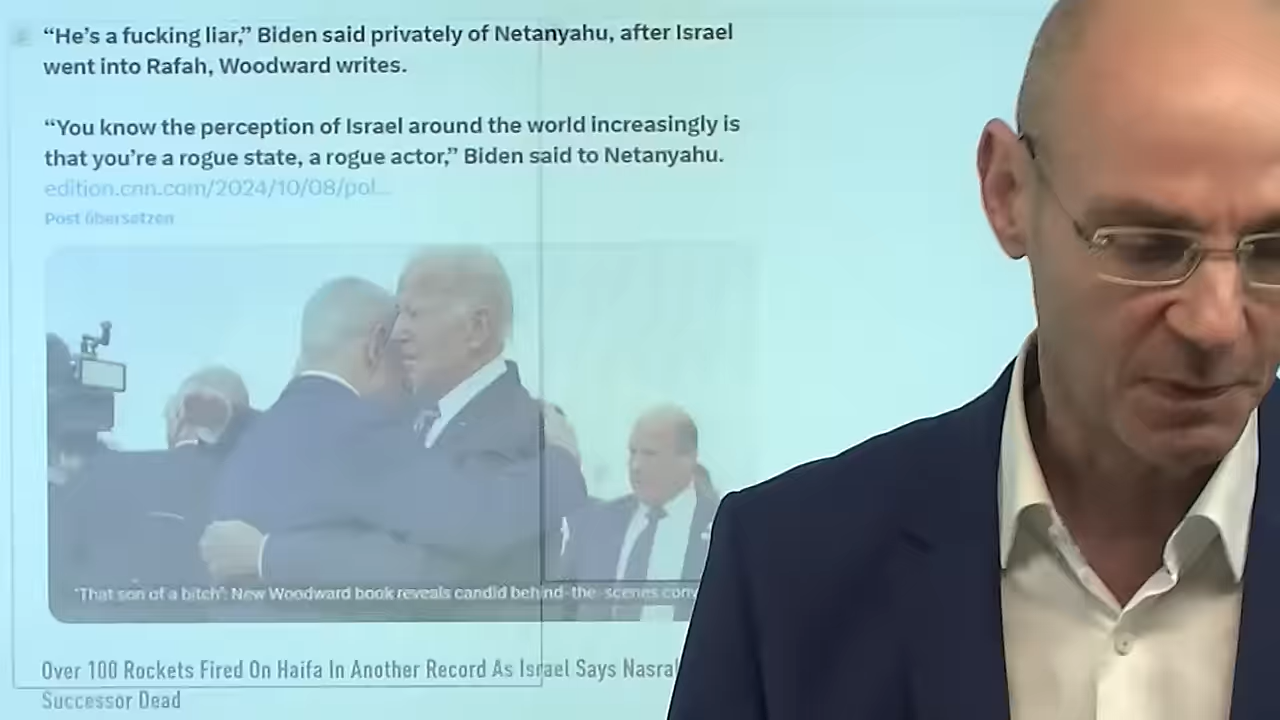 “He’s a fucking liar,” Biden said privately of Netanyahu, after Israel
went into Rafah, Woodward writes.
“You know the perception of Israel around the world increasingly is
that you’re a rogue state, a rogue actor,” Biden said to Netanyahu.
edition.cnn.com/2024/10/08/pol...
Post übersetzen
'That son of a bitch': New Woodward book reveals candid behind-the-scenes conv
Over 100 Rockets Fired On Haifa In Another Record As Israel Says Nasral
Successor Dead